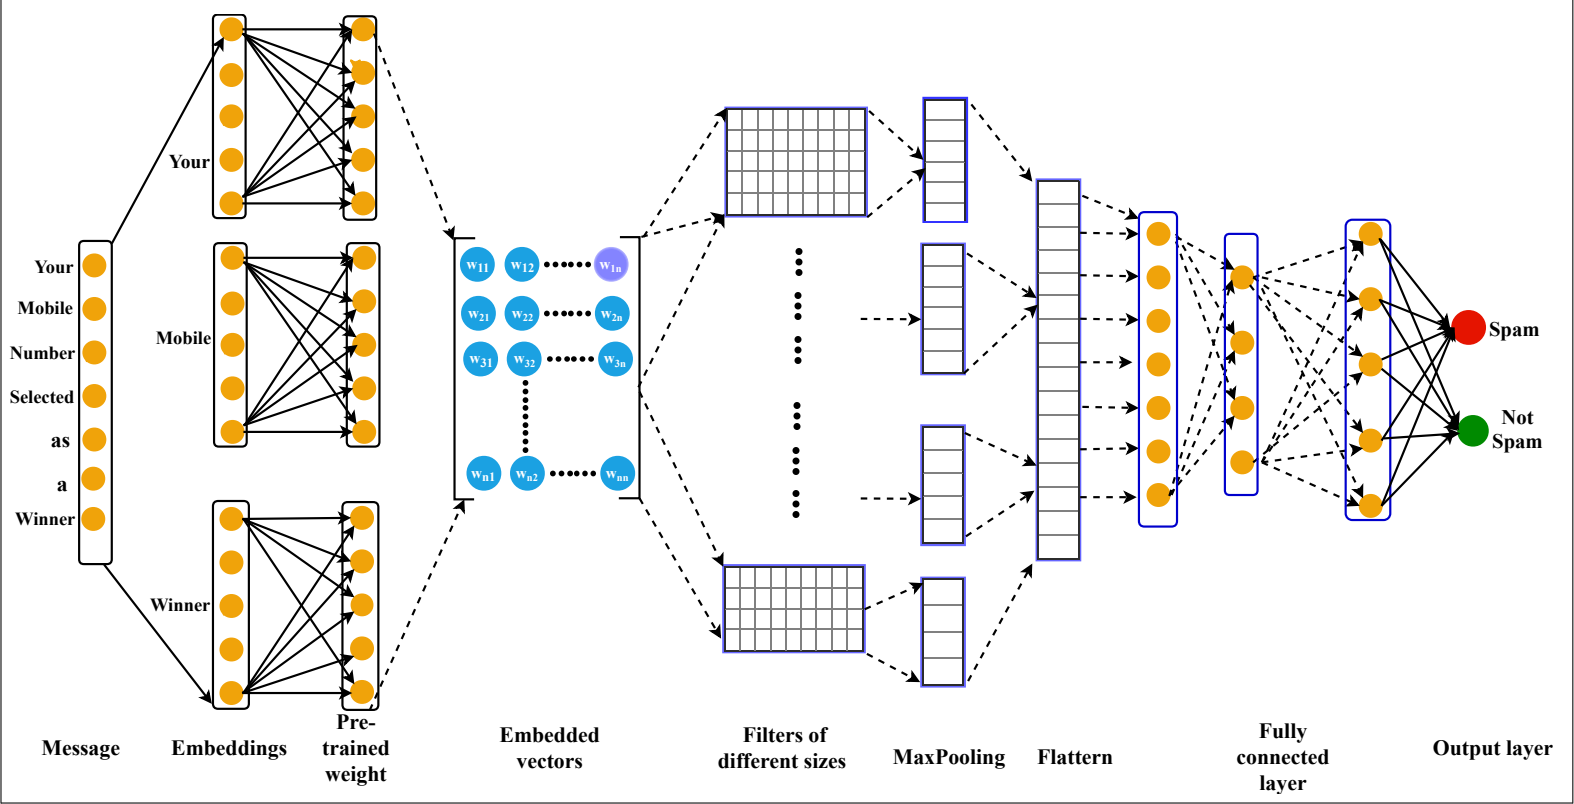 Your
Mobile
Number
Selected
as
a
Winner
Your
Mobile
Winner
w11 w12 w1n
w21 w22 w2n
w31 w32 w3n
wn1 wn2 wnn
Spam
Not
Spam
Message
Embeddings
Pre-
trained
weight
Embedded
vectors
Filters of
different sizes
MaxPooling
Flattern
Fully
connected
layer
Output layer